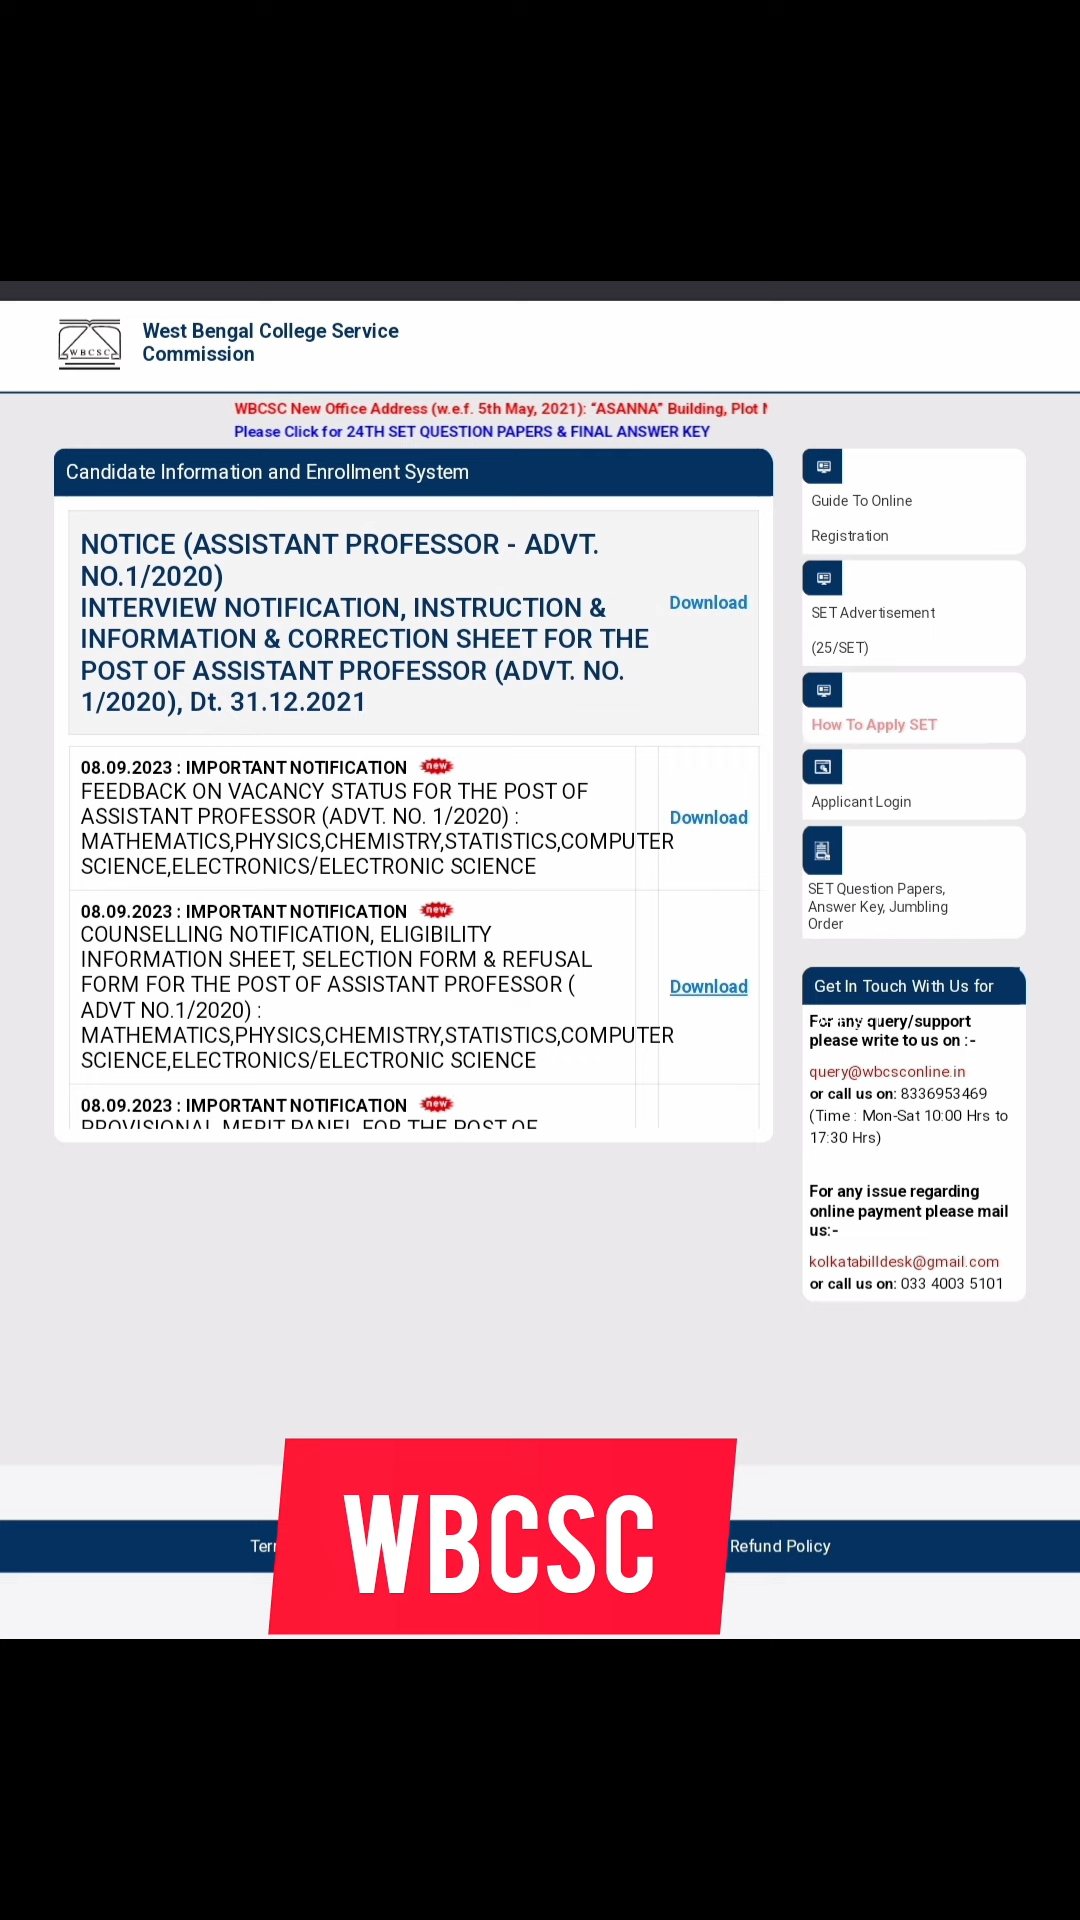 WBCSC
West Bengal College Service
Commission
WBCSC New Office Address (w.e.f. 5th May, 2021): “ASANNA” Building, Plot
Please Click for 24TH SET QUESTION PAPERS & FINAL ANSWER KEY
Candidate Information and Enrollment System
NOTICE (ASSISTANT PROFESSOR - ADVT.
NO.1/2020)
INTERVIEW NOTIFICATION, INSTRUCTION &
INFORMATION & CORRECTION SHEET FOR THE
POST OF ASSISTANT PROFESSOR (ADVT. NO.
1/2020), Dt. 31.12.2021
Download
08.09.2023 : IMPORTANT NOTIFICATION new
FEEDBACK ON VACANCY STATUS FOR THE POST OF
ASSISTANT PROFESSOR (ADVT. NO. 1/2020) :
MATHEMATICS,PHYSICS,CHEMISTRY,STATISTICS,COMPUTER
SCIENCE,ELECTRONICS/ELECTRONIC SCIENCE
Download
08.09.2023 : IMPORTANT NOTIFICATION new
COUNSELLING NOTIFICATION, ELIGIBILITY
INFORMATION SHEET, SELECTION FORM & REFUSAL
FORM FOR THE POST OF ASSISTANT PROFESSOR (
ADVT NO.1/2020) :
MATHEMATICS,PHYSICS,CHEMISTRY,STATISTICS,COMPUTER
SCIENCE,ELECTRONICS/ELECTRONIC SCIENCE
Download
08.09.2023 : IMPORTANT NOTIFICATION new
PROVISIONAL MERIT PANEL FOR THE POST OF
Guide To Online
Registration
SET Advertisement
(25/SET)
How To Apply SET
Applicant Login
SET Question Papers,
Answer Key, Jumbling
Order
Get In Touch With Us for
For any query/support
please write to us on :-
query@wbcsconline.in
or call us on: 8336953469
(Time : Mon-Sat 10:00 Hrs to
17:30 Hrs)
For any issue regarding
online payment please mail
us:-
kolkatabilldesk@gmail.com
or call us on: 033 4003 5101
Refund Policy
WBCSC